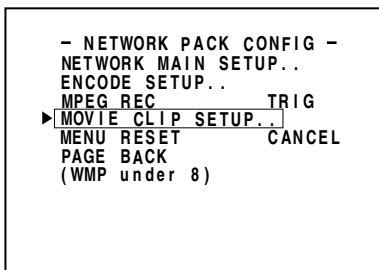 – NETWORK PACK CONFIG –
NETWORK MAIN SETUP..
ENCODE SETUP..
MPEG REC TRIG
MOVIE CLIP SETUP..
MENU RESET CANCEL
PAGE BACK
(WMP under 8)